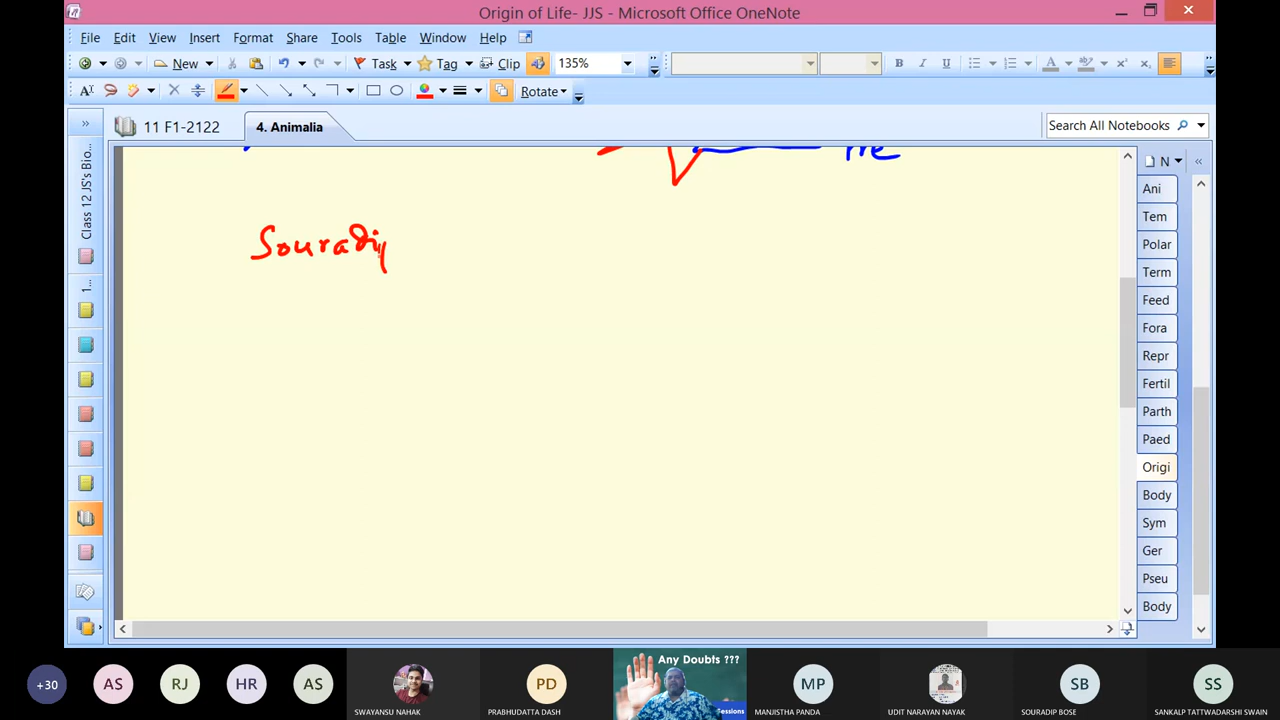 Origin of Life- JJS - Microsoft Office OneNote
File Edit View Insert Format Share Tools Table Window Help
New Task Tag Clip 135%
Rotate
11 F1-2122 4. Animalia Search All Notebooks
N
Class 12 JJS's Bio...
1...
Ani
Tem
Polar
Term
Feed
Fora
Repr
Fertil
Parth
Paed
Origi
Body
Sym
Ger
Pseu
Body
me
Souradip
Any Doubts ???
Sessions
+30 AS RJ HR AS PD MP SB SS
SWAYANSU NAHAK PRABHUDATTA DASH MANJISTHA PANDA UDIT NARAYAN NAYAK SOURADIP BOSE SANKALP TATTWADARSHI SWAIN